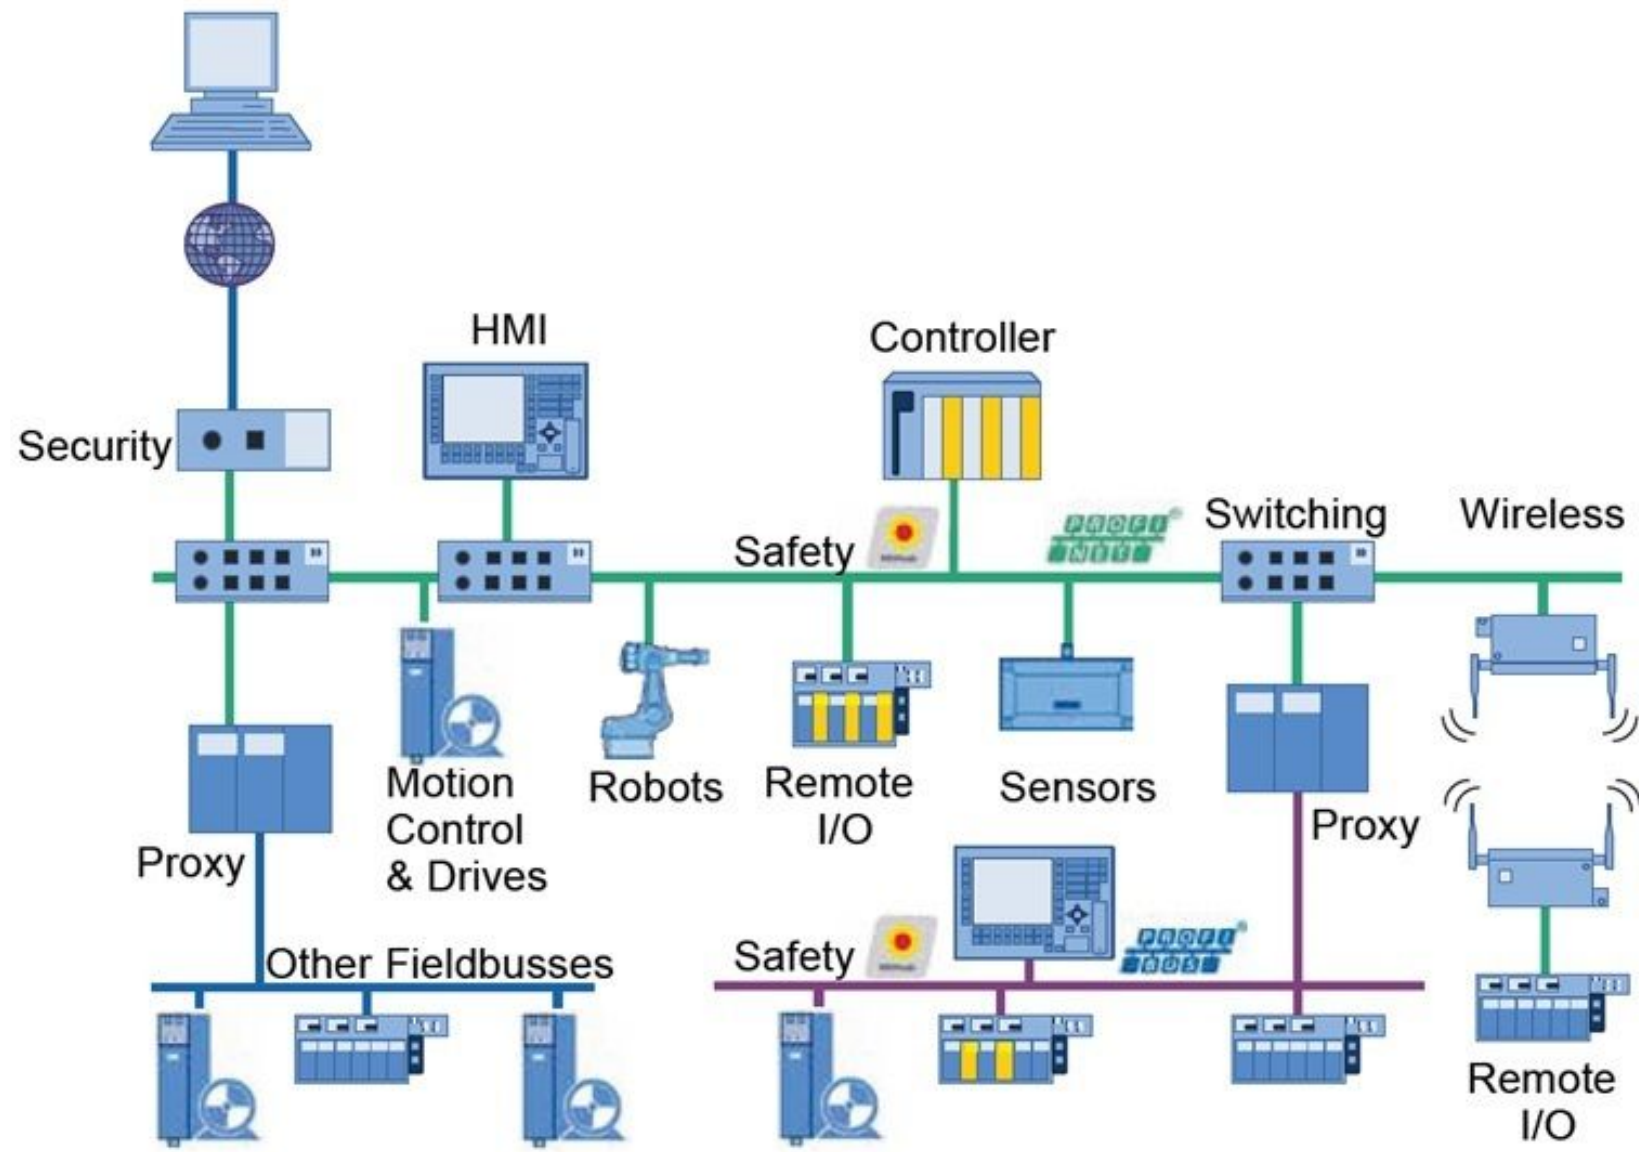 HMI
Controller
Security
Safety
PROFI
NET
®
Switching
Wireless
Motion
Control
& Drives
Robots
Remote
I/O
Sensors
Proxy
Proxy
Other Fieldbusses
Safety
PROFI
BUS
®
Remote
I/O